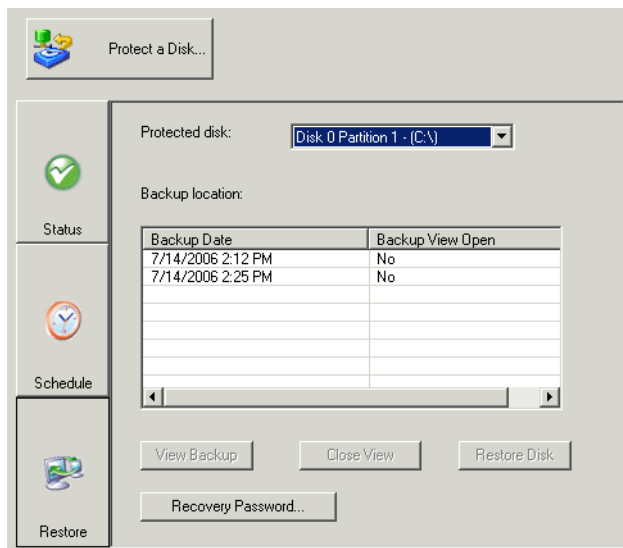 Protect a Disk...
Protected disk:
Disk 0 Partition 1 - (C:\)
Backup location:
Status
Backup Date
Backup View Open
7/14/2006 2:12 PM
No
7/14/2006 2:25 PM
No
Schedule
View Backup
Close View
Restore Disk
Recovery Password...
Restore